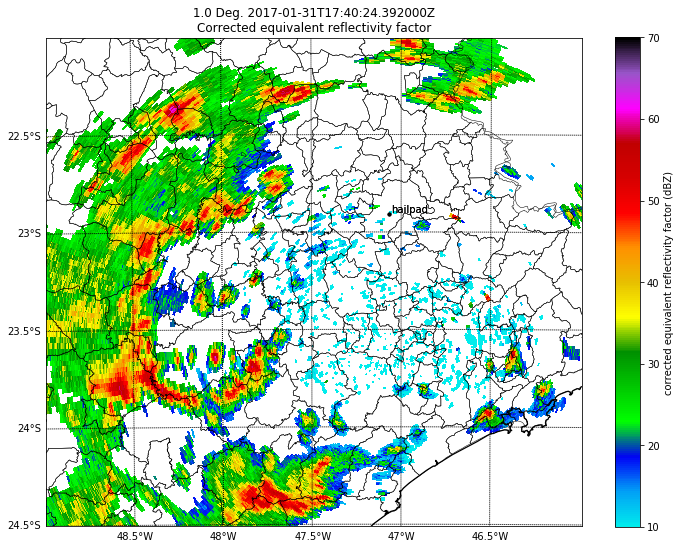 1.0 Deg. 2017-01-31T17:40:24.392000Z
Corrected equivalent reflectivity factor
hailpad
22.5°S
23°S
23.5°S
24°S
24.5°S
48.5°W
48°W
47.5°W
47°W
46.5°W
70
60
50
40
30
20
10
corrected equivalent reflectivity factor (dBZ)